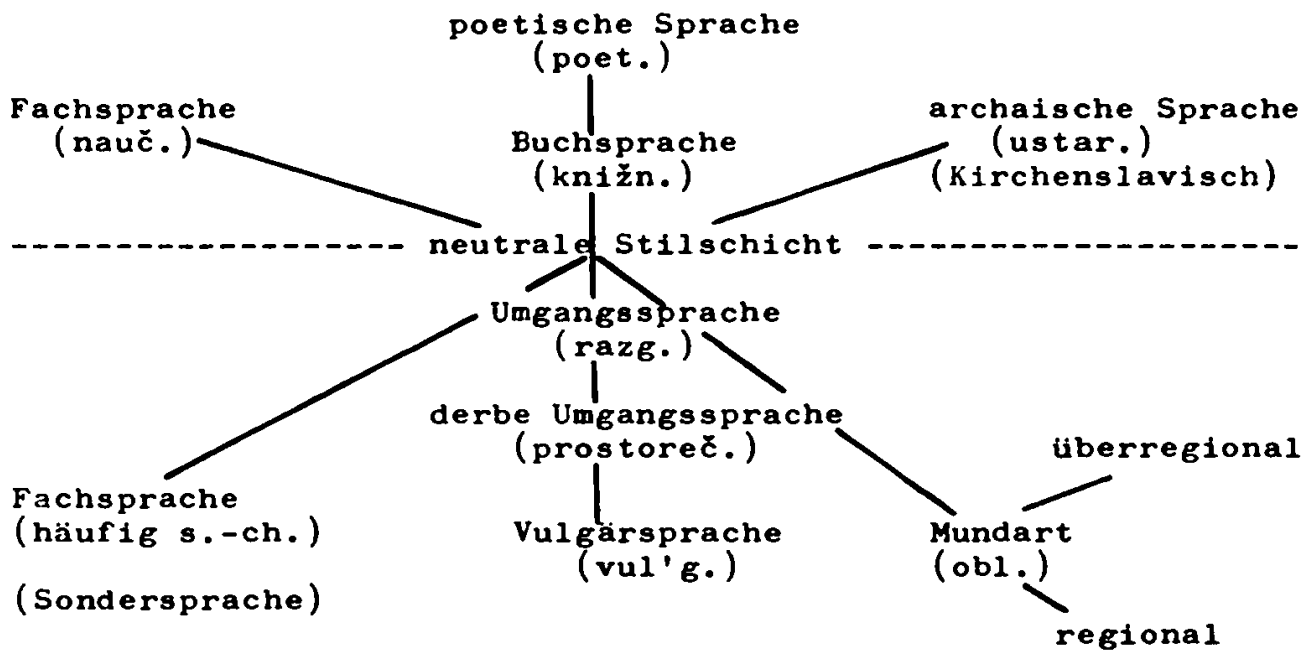 poetische Sprache
(poet.)
Fachsprache
(nauč.)
Buchsprache
(knižn.)
archaische Sprache
(ustar.)
(Kirchenslavisch)
neutrale Stilschicht
Umgangssprache
(razg.)
derbe Umgangssprache
(prostoreč.)
überregional
Fachsprache
(häufig s.-ch.)
(Sondersprache)
Vulgärsprache
(vul'g.)
Mundart
(obl.)
regional